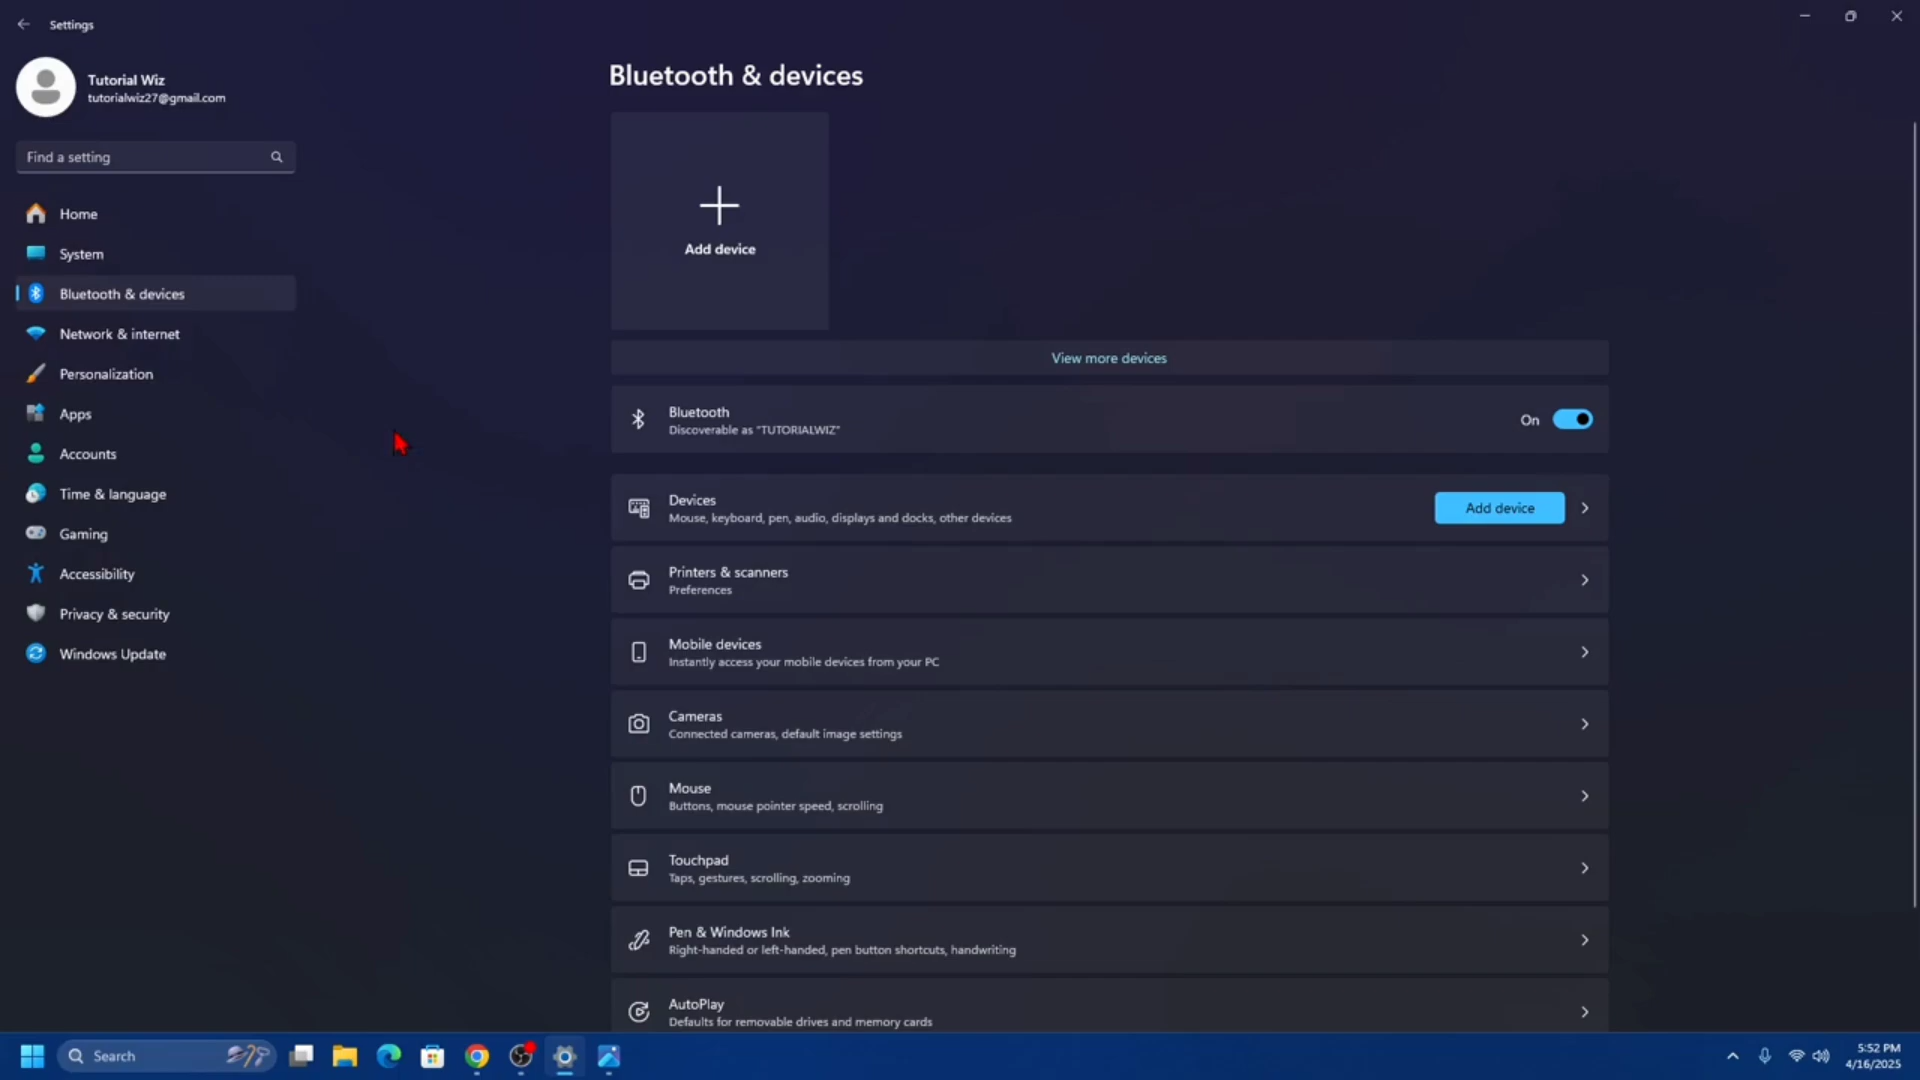 Settings
Tutorial Wiz
tutorialwiz27@gmail.com
Find a setting
Home
System
Bluetooth & devices
Network & internet
Personalization
Apps
Accounts
Time & language
Gaming
Accessibility
Privacy & security
Windows Update
Bluetooth & devices
Add device
View more devices
Bluetooth
Discoverable as "TUTORIALWIZ"
On
Devices
Mouse, keyboard, pen, audio, displays and docks, other devices
Add device
Printers & scanners
Preferences
Mobile devices
Instantly access your mobile devices from your PC
Cameras
Connected cameras, default image settings
Mouse
Buttons, mouse pointer speed, scrolling
Touchpad
Taps, gestures, scrolling, zooming
Pen & Windows Ink
Right-handed or left-handed, pen button shortcuts, handwriting
AutoPlay
Defaults for removable drives and memory cards
Search
5:52 PM
4/16/2025